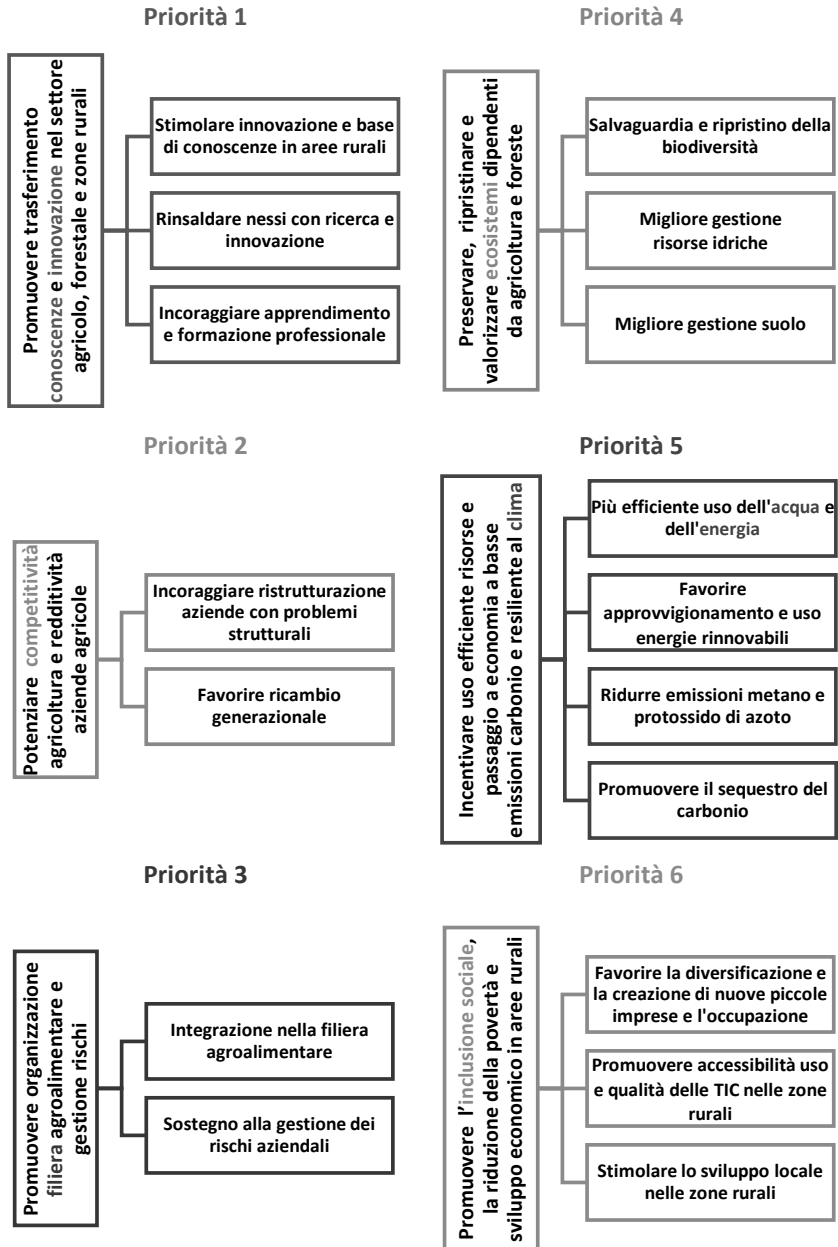 Priorità 1
Promuovere trasferimento
conoscenze e innovazione nel settore
agricolo, forestale e zone rurali
Stimolare innovazione e base
di conoscenze in aree rurali
Rinsaldare nessi con ricerca e
innovazione
Incoraggiare apprendimento
e formazione professionale
Priorità 2
Potenziare competitività
agricoltura e redditività
aziende agricole
Incoraggiare ristrutturazione
aziende con problemi
strutturali
Favorire ricambio
generazionale
Priorità 3
Promuovere organizzazione
filiera agroalimentare e
gestione rischi
Integrazione nella filiera
agroalimentare
Sostegno alla gestione dei
rischi aziendali
Priorità 4
Preservare, ripristinare e
valorizzare ecosistemi dipendenti
da agricoltura e foreste
Salvaguardia e ripristino della
biodiversità
Migliore gestione
risorse idriche
Migliore gestione suolo
Priorità 5
Incentivare uso efficiente risorse e
passaggio a economia a basse
emissioni carbonio e resiliente al clima
Più efficiente uso dell'acqua e
dell'energia
Favorire
approvvigionamento e uso
energie rinnovabili
Ridurre emissioni metano e
protossido di azoto
Promuovere il sequestro del
carbonio
Priorità 6
Promuovere l'inclusione sociale,
la riduzione della povertà e
sviluppo economico in aree rurali
Favorire la diversificazione e
la creazione di nuove piccole
imprese e l'occupazione
Promuovere accessibilità uso
e qualità delle TIC nelle zone
rurali
Stimolare lo sviluppo locale
nelle zone rurali